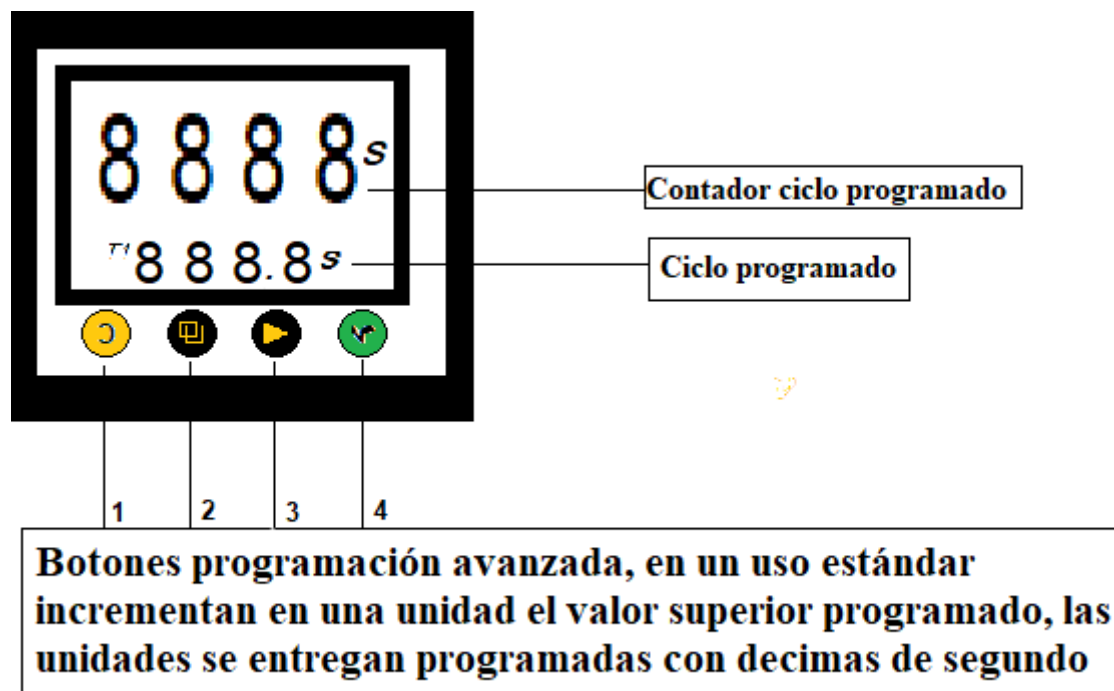 8888s
Contador ciclo programado
T1 888.8s
Ciclo programado
1 2 3 4
Botones programación avanzada, en un uso estándar
incrementan en una unidad el valor superior programado, las
unidades se entregan programadas con decimas de segundo